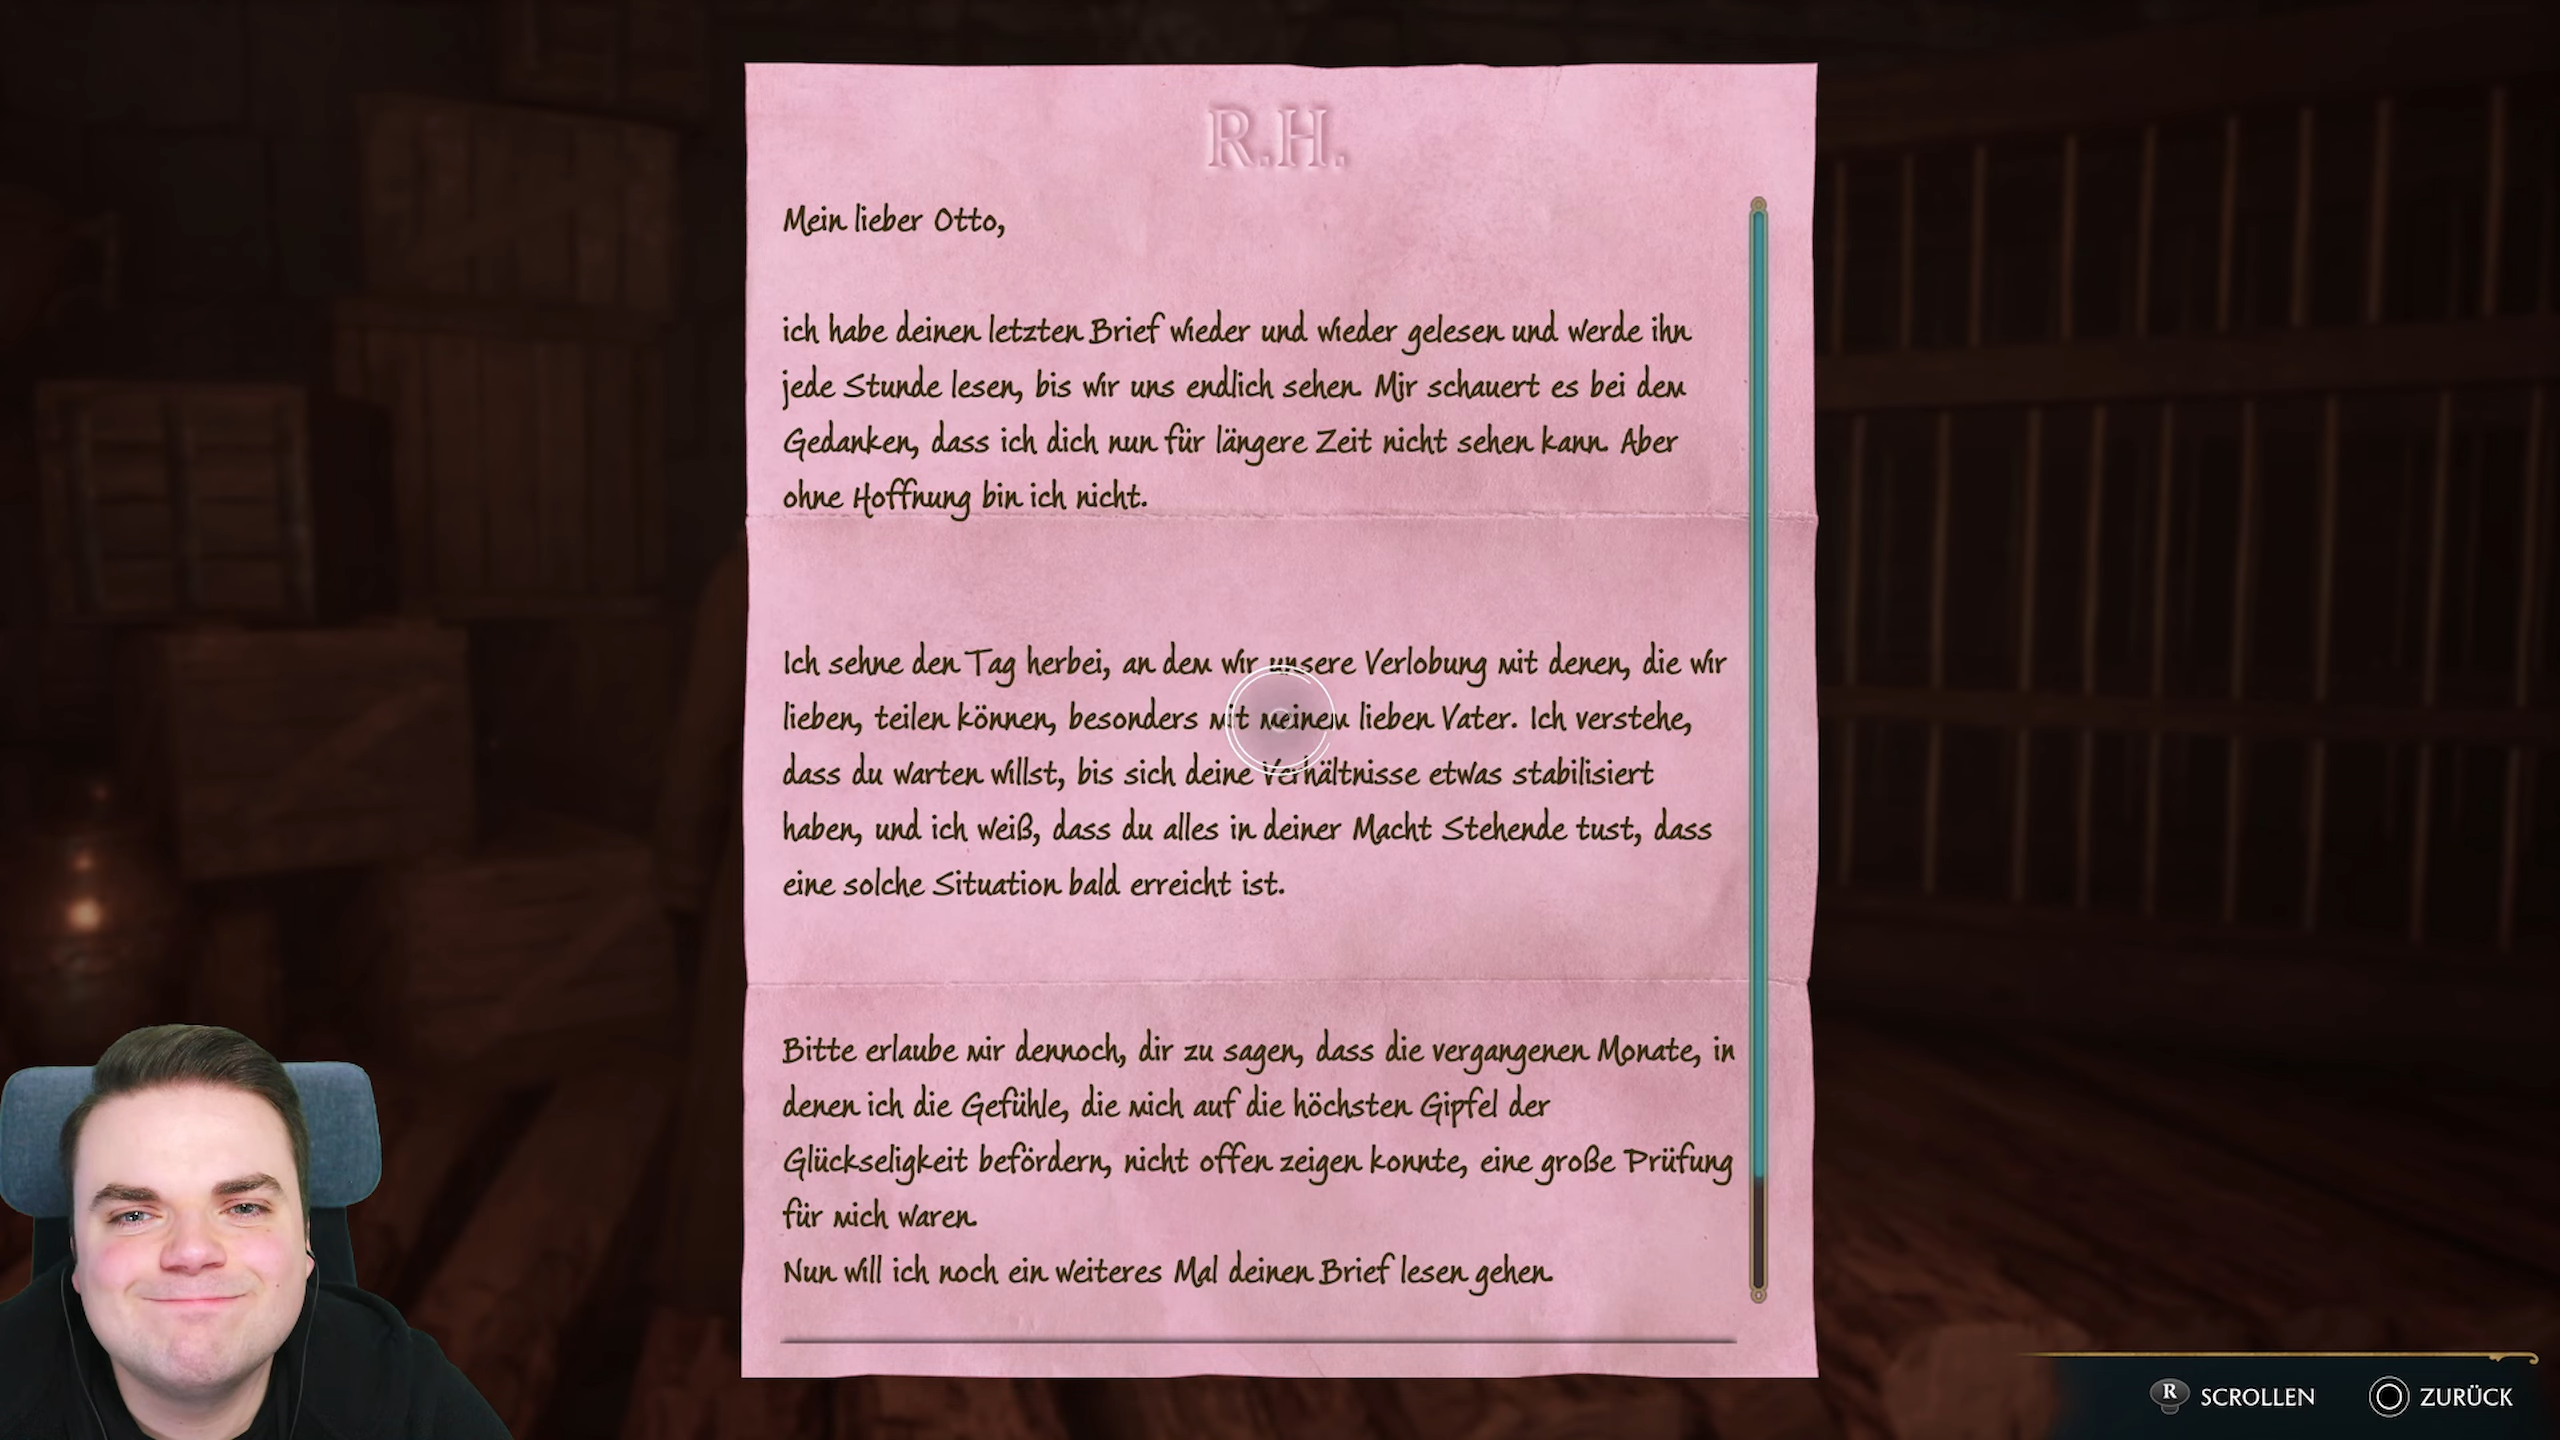 R.H.
Mein lieber Otto,
ich habe deinen letzten Brief wieder und wieder gelesen und werde ihn
jede Stunde lesen, bis wir uns endlich sehen. Mir schauert es bei dem
Gedanken, dass ich dich nun für längere Zeit nicht sehen kann. Aber
ohne Hoffnung bin ich nicht.
Ich sehne den Tag herbei, an dem wir unsere Verlobung mit denen, die wir
lieben, teilen können, besonders mit meinem lieben Vater. Ich verstehe,
dass du warten willst, bis sich deine Verhältnisse etwas stabilisiert
haben, und ich weiß, dass du alles in deiner Macht Stehende tust, dass
eine solche Situation bald erreicht ist.
Bitte erlaube mir dennoch, dir zu sagen, dass die vergangenen Monate, in
denen ich die Gefühle, die mich auf die höchsten Gipfel der
Glückseligkeit befördern, nicht offen zeigen konnte, eine große Prüfung
für mich waren.
Nun will ich noch ein weiteres Mal deinen Brief lesen gehen.
R SCROLLEN ZURÜCK